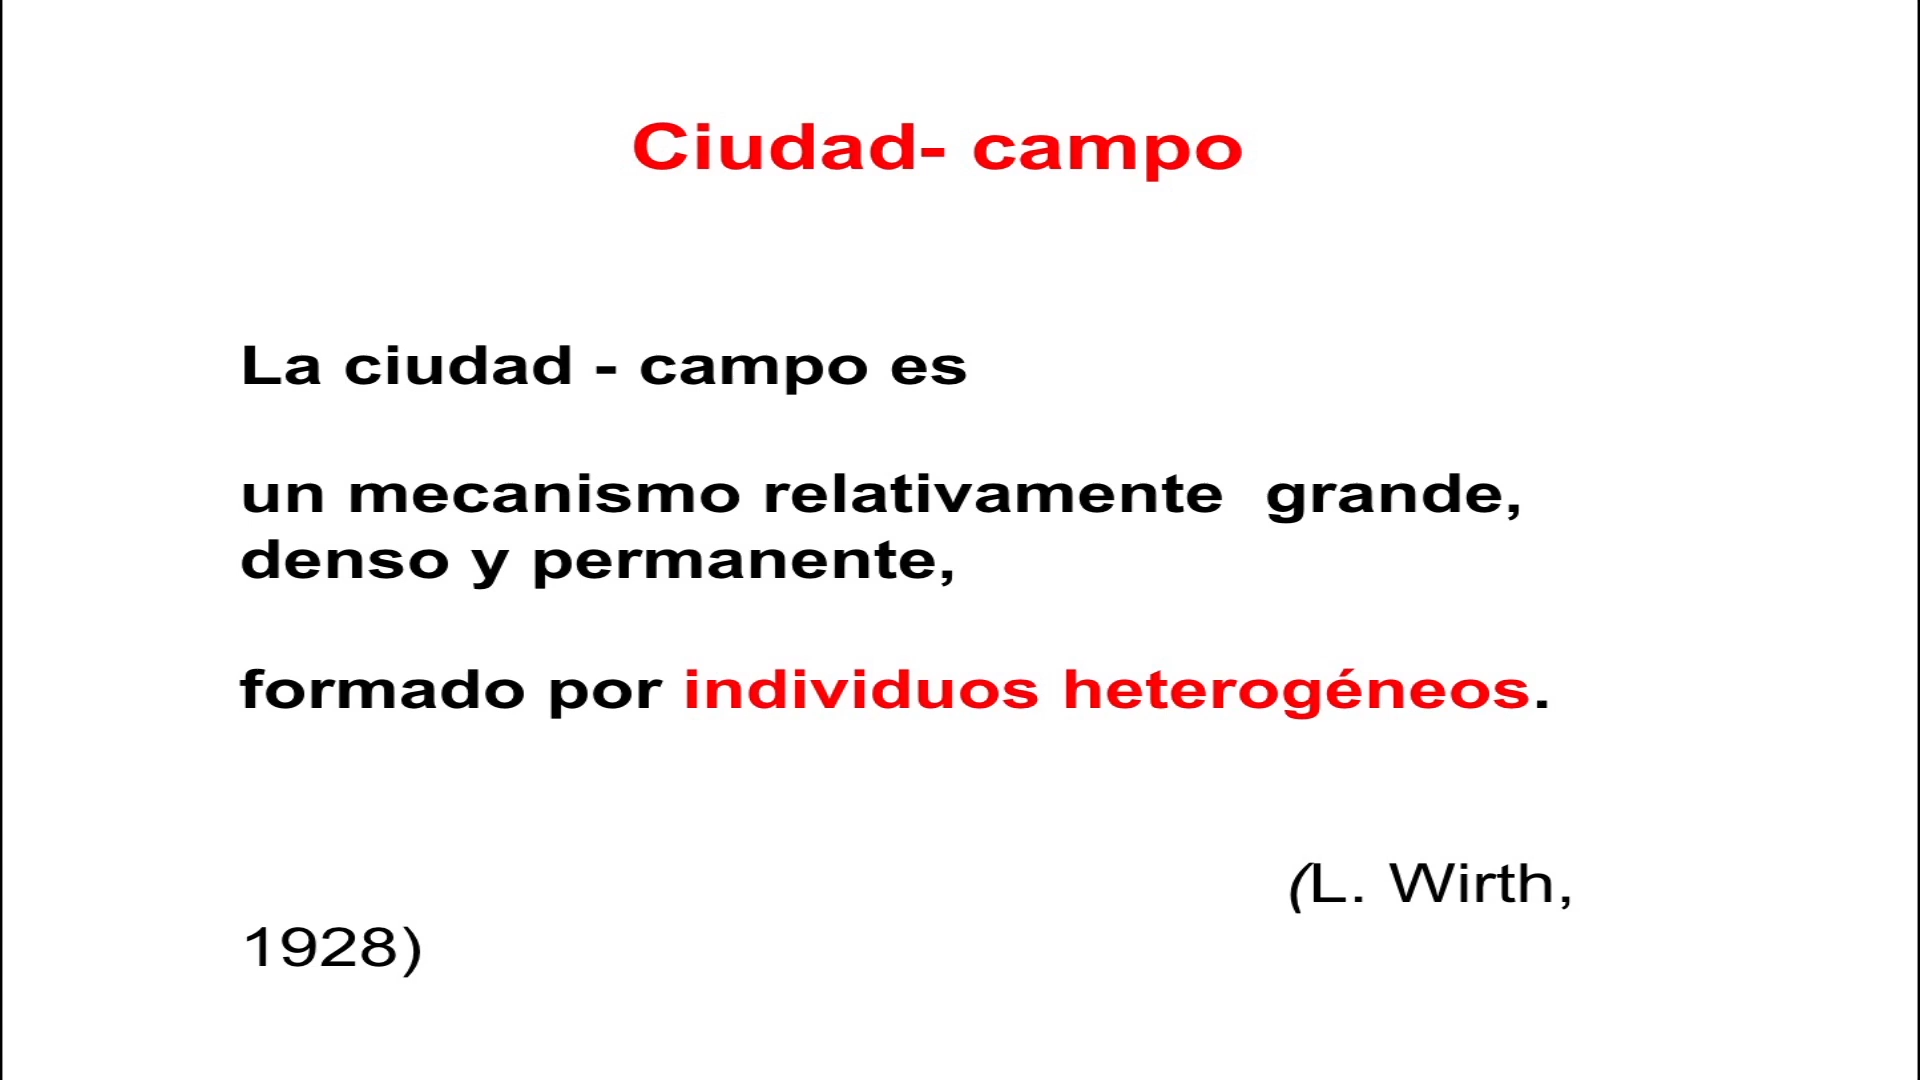 Ciudad- campo
La ciudad - campo es
un mecanismo relativamente  grande,
denso y permanente,
formado por individuos heterogéneos.
(L. Wirth,
1928)